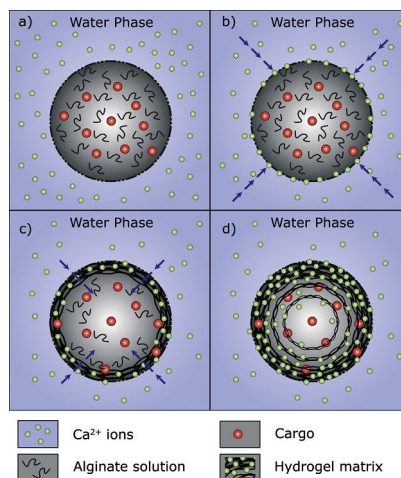 a) Water Phase
b) Water Phase
c) Water Phase
d) Water Phase
Ca²⁺ ions
Cargo
Alginate solution
Hydrogel matrix